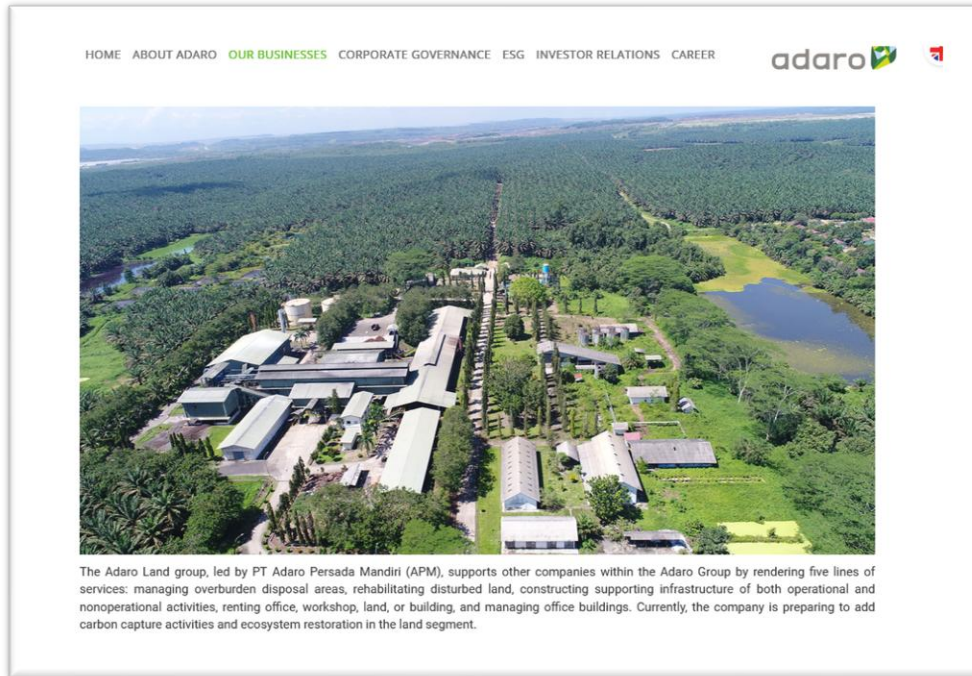 HOME ABOUT ADARO OUR BUSINESSES CORPORATE GOVERNANCE ESG INVESTOR RELATIONS CAREER
adaro
The Adaro Land group, led by PT Adaro Persada Mandiri (APM), supports other companies within the Adaro Group by rendering five lines of
services: managing overburden disposal areas, rehabilitating disturbed land, constructing supporting infrastructure of both operational and
nonoperational activities, renting office, workshop, land, or building, and managing office buildings. Currently, the company is preparing to add
carbon capture activities and ecosystem restoration in the land segment.